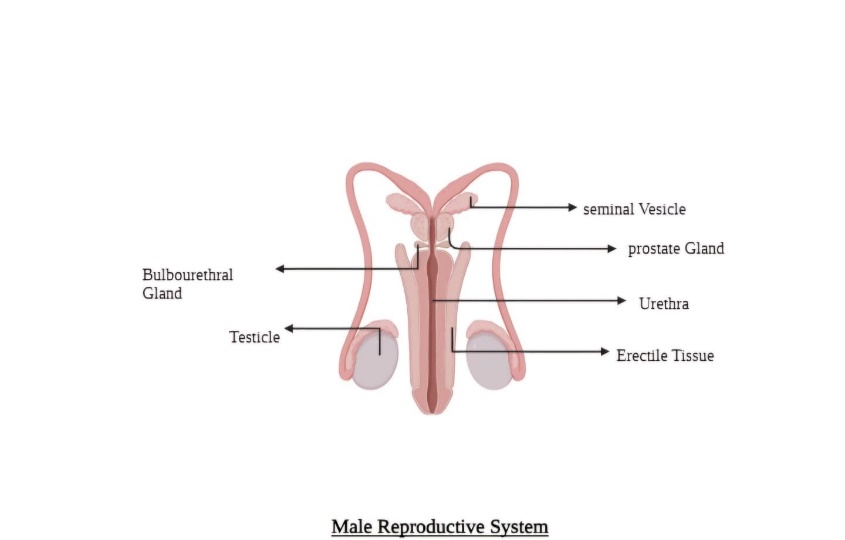 seminal Vesicle
prostate Gland
Bulbourethral
Gland
Urethra
Testicle
Erectile Tissue
Male Reproductive System